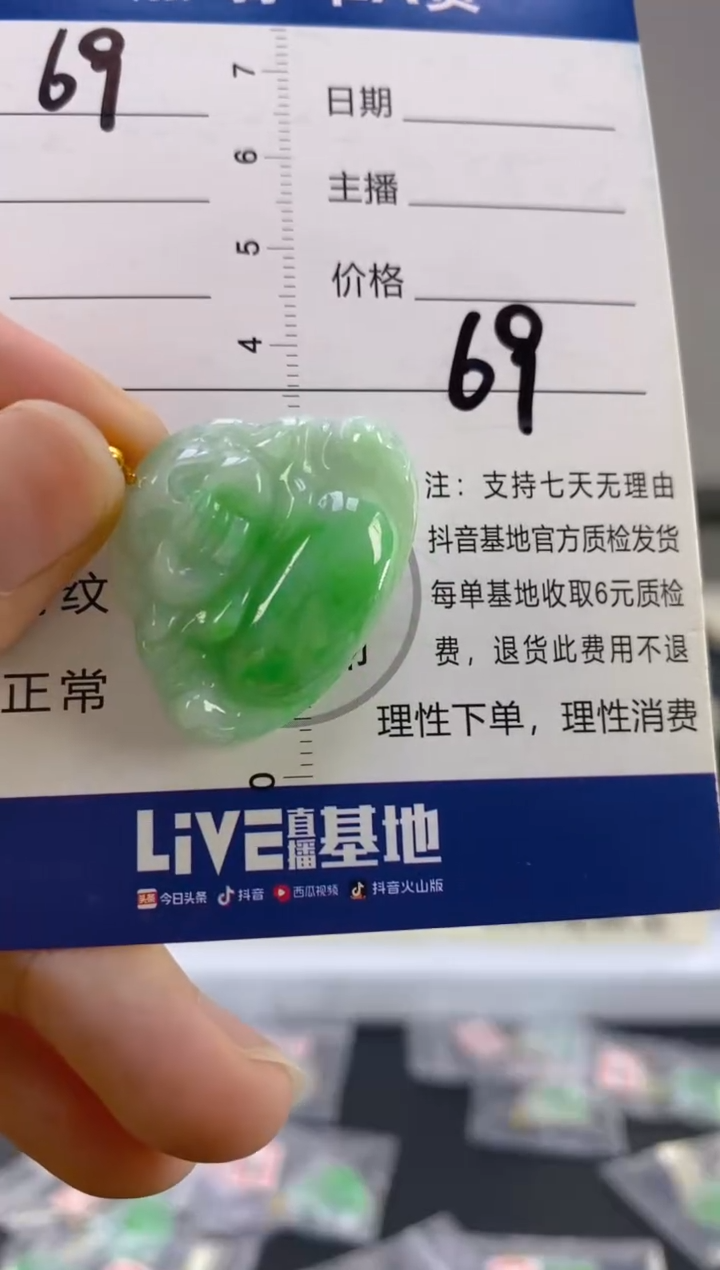 69
7
日期
6
主播
5
价格
4
69
注：支持七天无理由
抖音基地官方质检发货
纹
每单基地收取6元质检
费，退货此费用不退
正常
理性下单，理性消费
0
LiVE直播基地
头条 今日头条 抖音 西瓜视频 抖音火山版